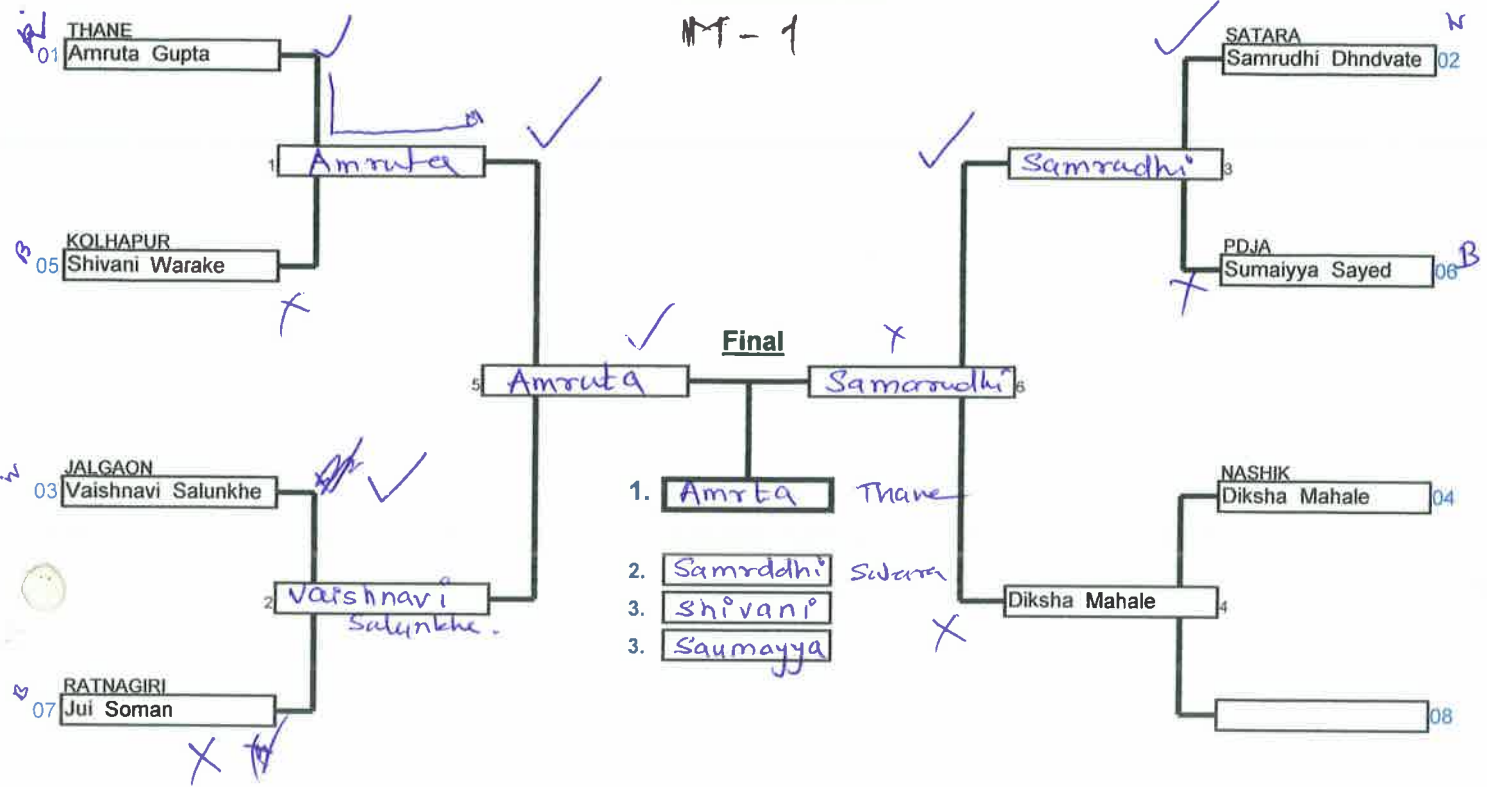 M-1
THANE
01 Amruta Gupta
SATARA
Samrudhi Dhndvate 02
1 Amruta
Samradhi 3
KOLHAPUR
B 05 Shivani Warake
PDJA
Sumaiyya Sayed 06 B
Final
5 Amruta
Samarudhi 6
JALGAON
03 Vaishnavi Salunkhe
NASHIK
Diksha Mahale 04
1. Amrta Thane
2. Samrddhi
3. Shivani
3. Saumayya
2 Vaishnavi
Salunkhe.
Diksha Mahale 4
RATNAGIRI
B 07 Jui Soman
08